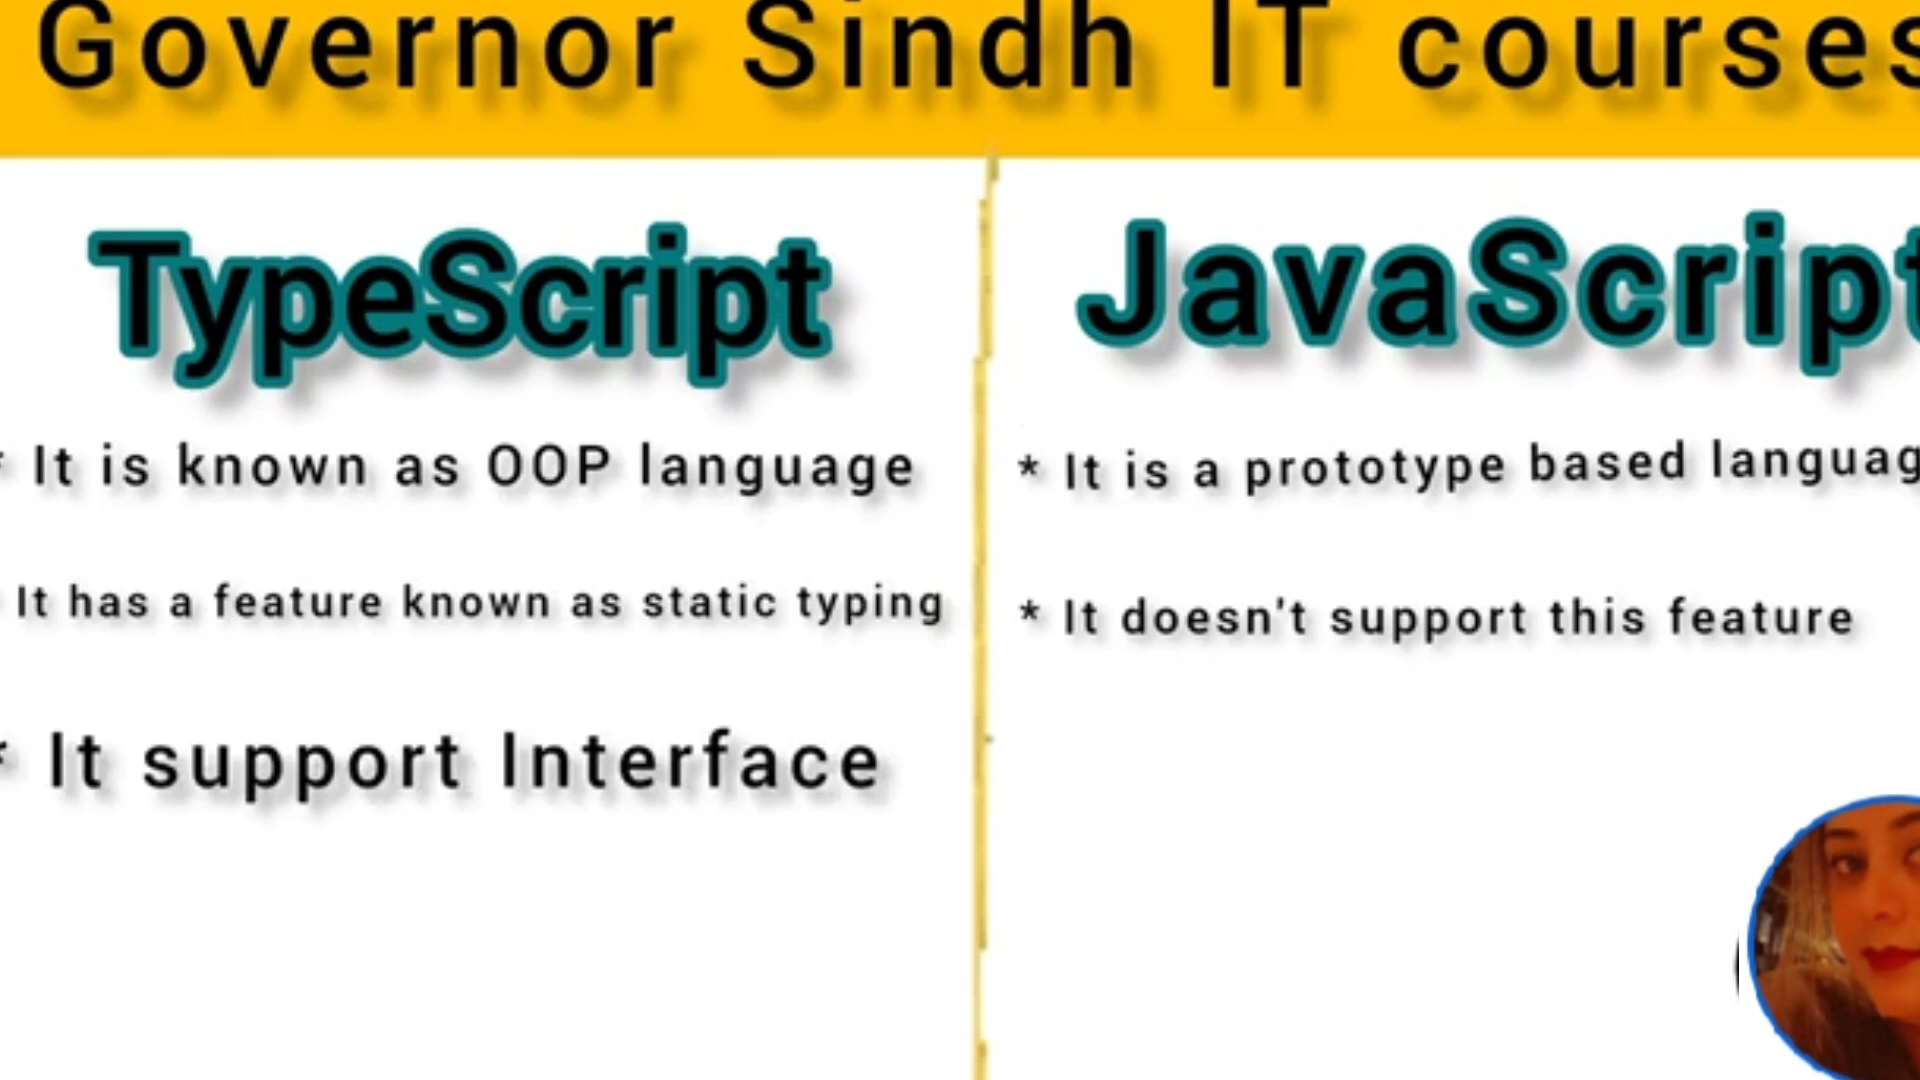 Governor Sindh IT courses
TypeScript
* It is known as OOP language
It has a feature known as static typing
* It support Interface
JavaScript
* It is a prototype based languag
* It doesn't support this feature